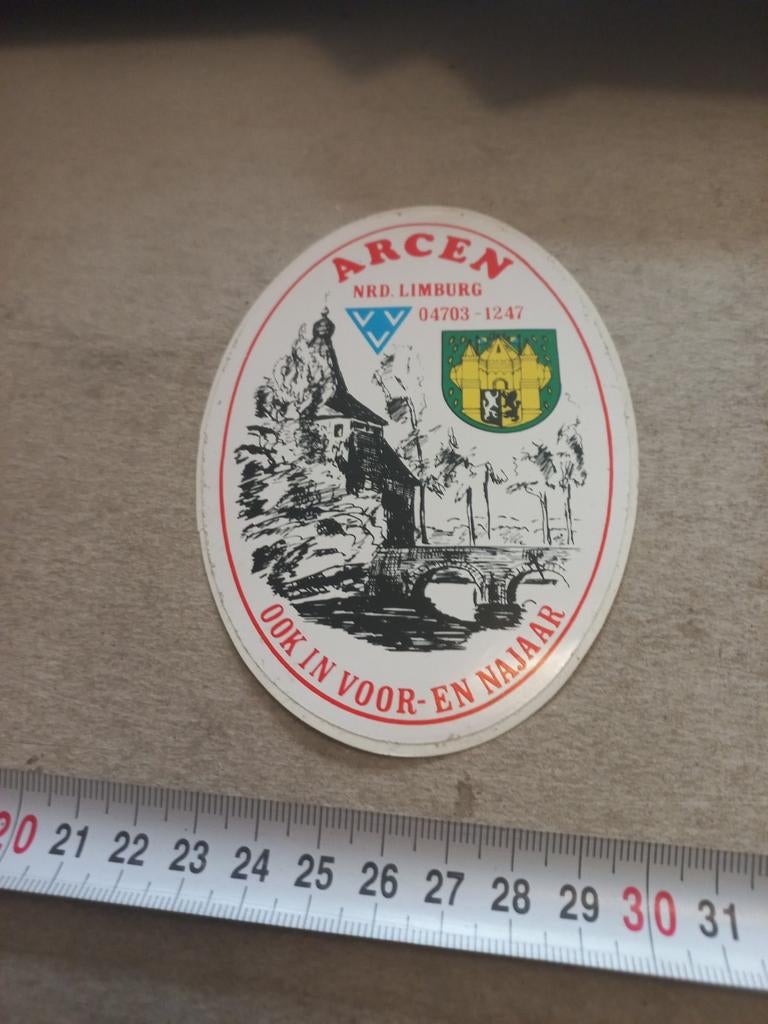 ARCEN
NRD. LIMBURG
VVV 04703-1247
OOK IN VOOR- EN NAJAAR
20 21 22 23 24 25 26 27 28 29 30 31